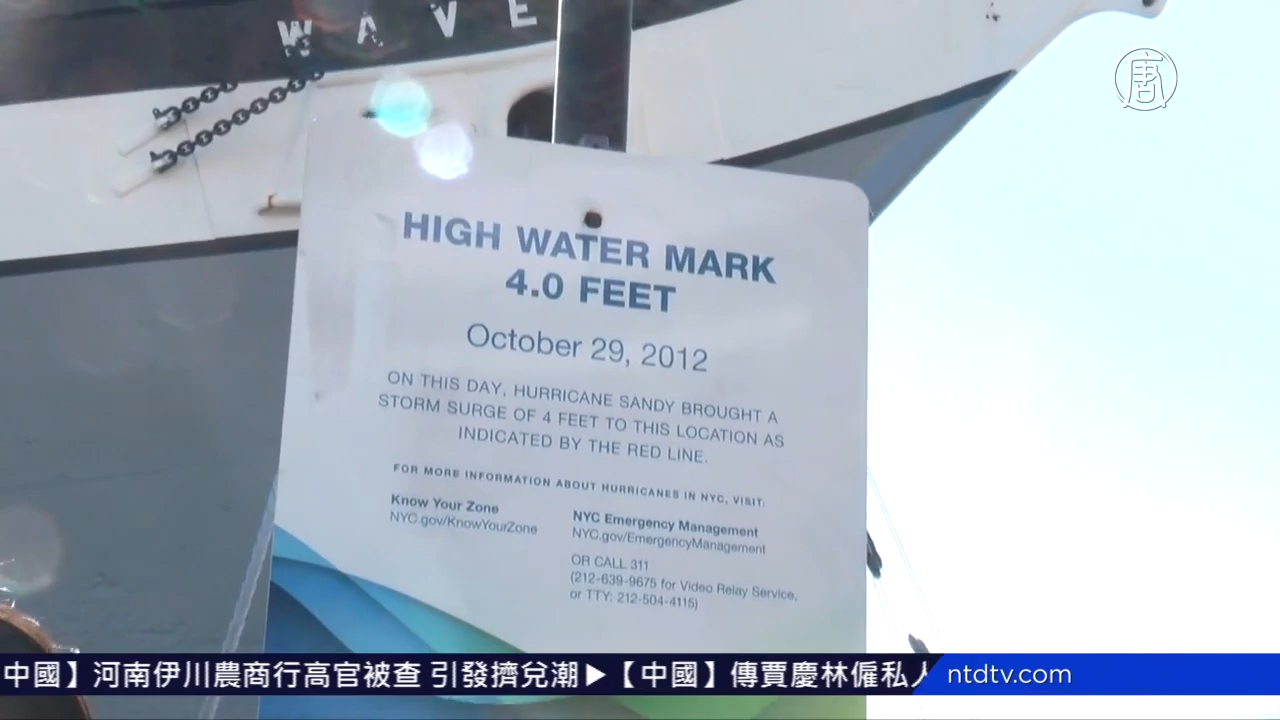 WAVE
唐
HIGH WATER MARK
4.0 FEET
October 29, 2012
ON THIS DAY, HURRICANE SANDY BROUGHT A
STORM SURGE OF 4 FEET TO THIS LOCATION AS
INDICATED BY THE RED LINE.
FOR MORE INFORMATION ABOUT HURRICANES IN NYC, VISIT:
Know Your Zone
NYC.gov/KnowYourZone
NYC Emergency Management
NYC.gov/EmergencyManagement
OR CALL 311
(212-639-9675 for Video Relay Service,
or TTY: 212-504-4115)
中國】河南伊川農商行高官被查 引發擠兌潮▶【中國】傳賈慶林僱私人
ntdtv.com